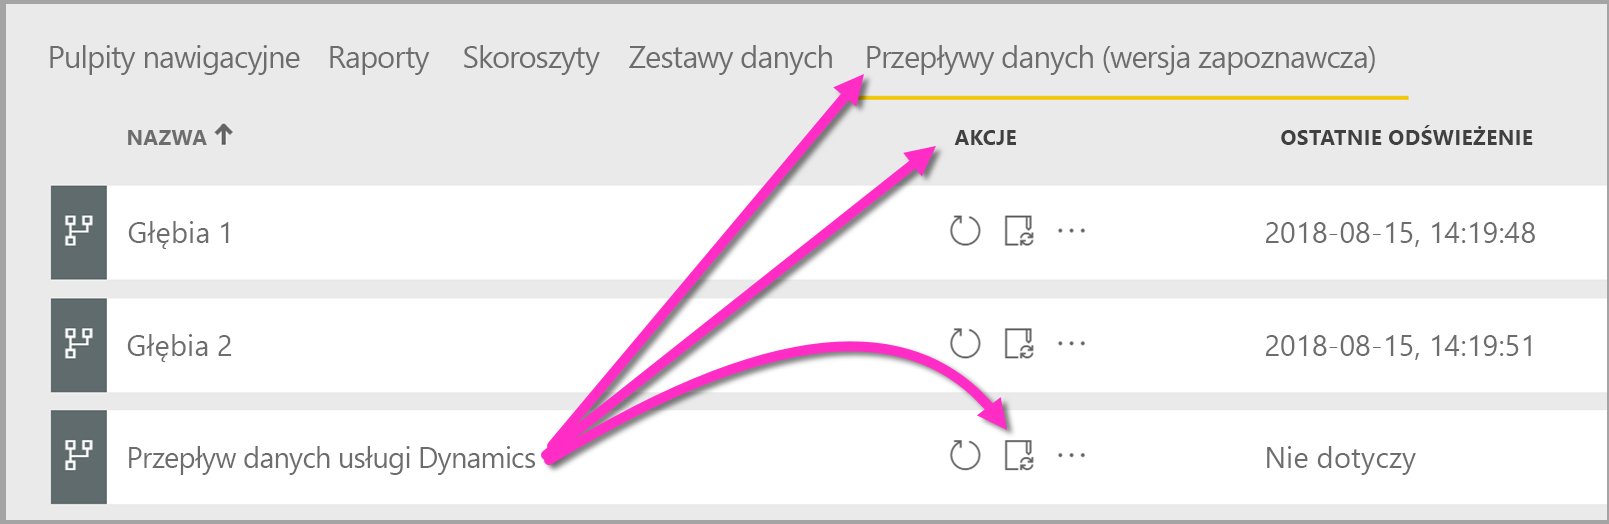 Pulpity nawigacyjne Raporty Skoroszyty Zestawy danych Przepływy danych (wersja zapoznawcza)
NAZWA AKCJE OSTATNIE ODŚWIEŻENIE
Głębia 1 2018-08-15, 14:19:48
Głębia 2 2018-08-15, 14:19:51
Przepływ danych usługi Dynamics Nie dotyczy